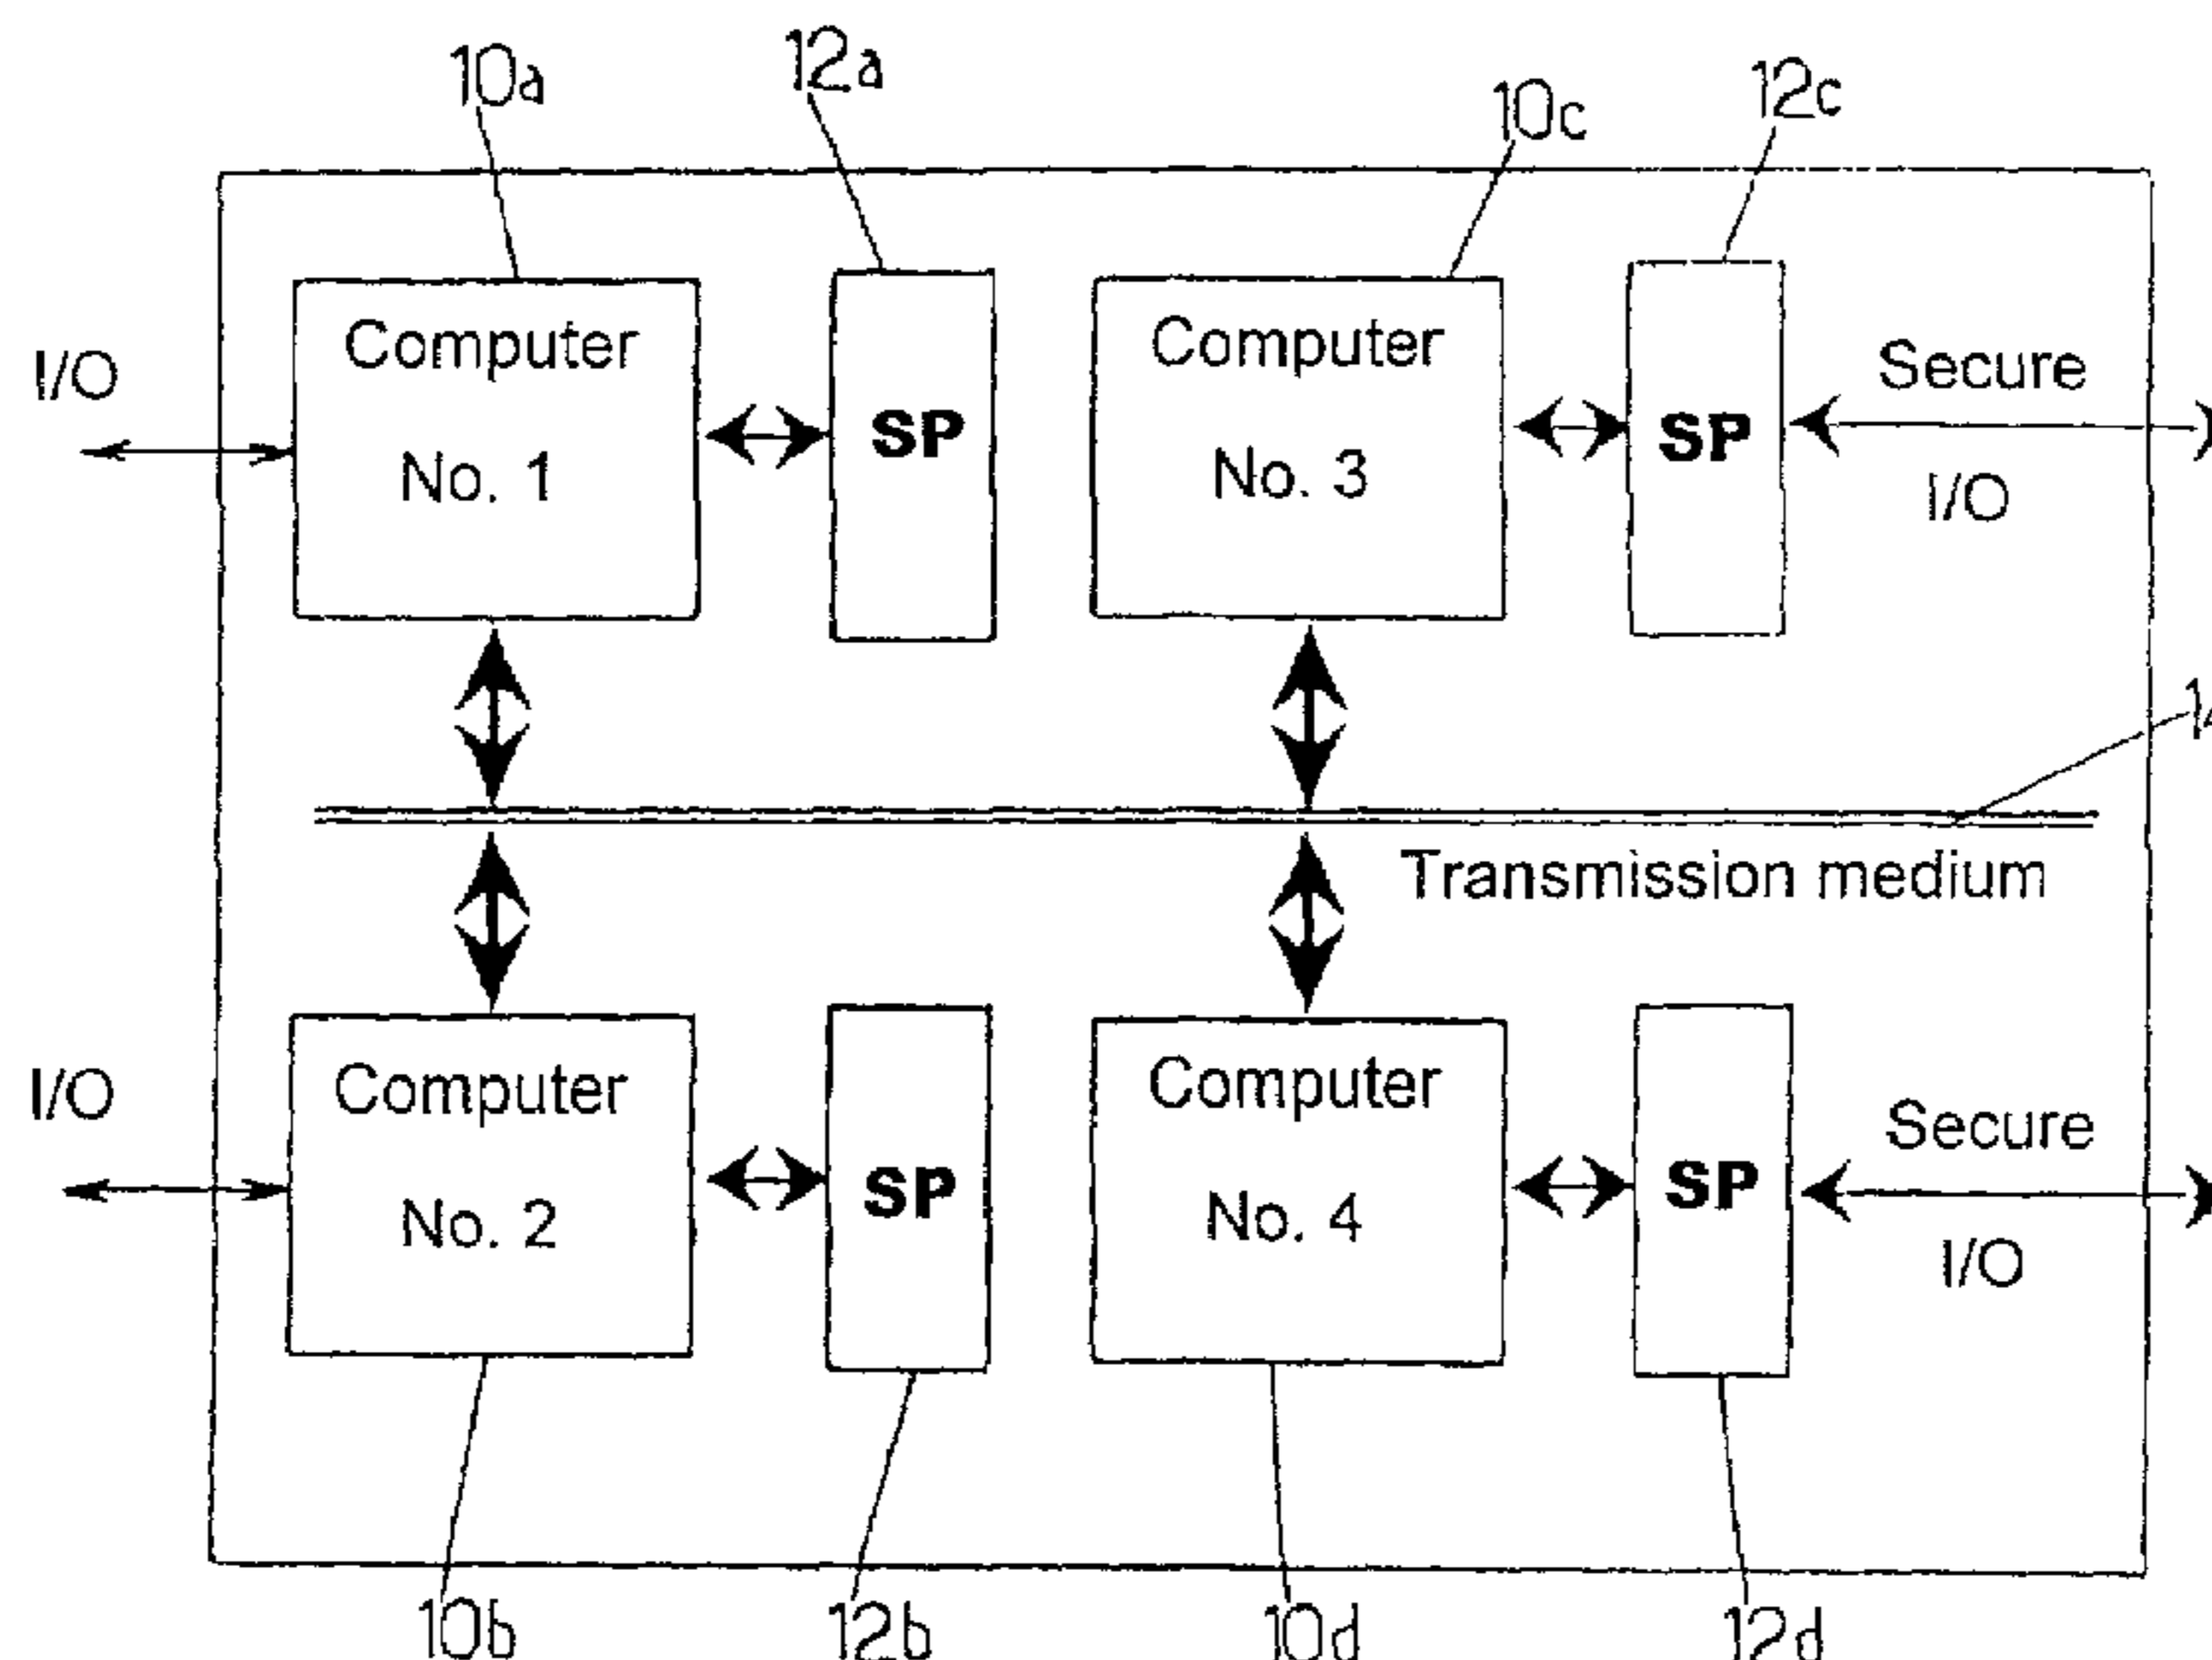 10a
12a
10c
12c
Computer
No. 1
SP
Computer
No. 3
SP
I/O
Secure
I/O
Transmission medium
Computer
No. 2
SP
Computer
No. 4
SP
I/O
Secure
I/O
10b
12b
10d
12d